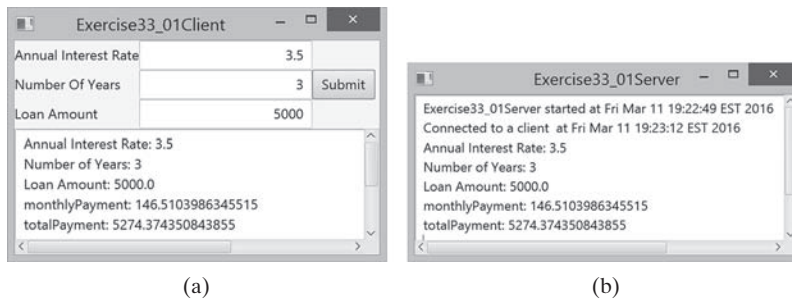 Exercise33_01Client
Annual Interest Rate 3.5
Number Of Years 3 Submit
Loan Amount 5000
Annual Interest Rate: 3.5
Number of Years: 3
Loan Amount: 5000.0
monthlyPayment: 146.5103986345515
totalPayment: 5274.374350843855
(a)
Exercise33_01Server
Exercise33_01Server started at Fri Mar 11 19:22:49 EST 2016
Connected to a client at Fri Mar 11 19:23:12 EST 2016
Annual Interest Rate: 3.5
Number of Years: 3
Loan Amount: 5000.0
monthlyPayment: 146.5103986345515
totalPayment: 5274.374350843855
(b)